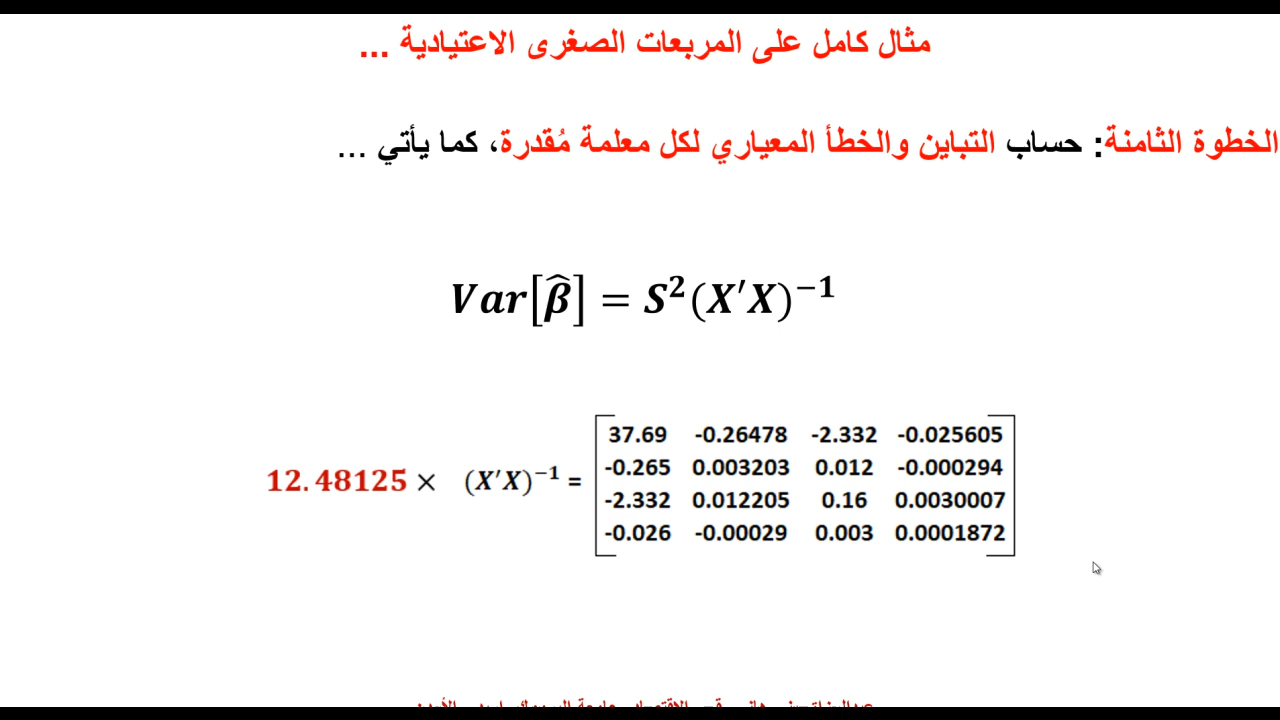 مثال كامل على المربعات الصغرى الاعتيادية ...
الخطوة الثامنة: حساب التباين والخطأ المعياري لكل معلمة مُقدرة، كما يأتي ...
Var[β̂] = S²(X′X)⁻¹
12.48125 × (X′X)⁻¹ =
37.69 -0.26478 -2.332 -0.025605
-0.265 0.003203 0.012 -0.000294
-2.332 0.012205 0.16 0.0030007
-0.026 -0.00029 0.003 0.0001872